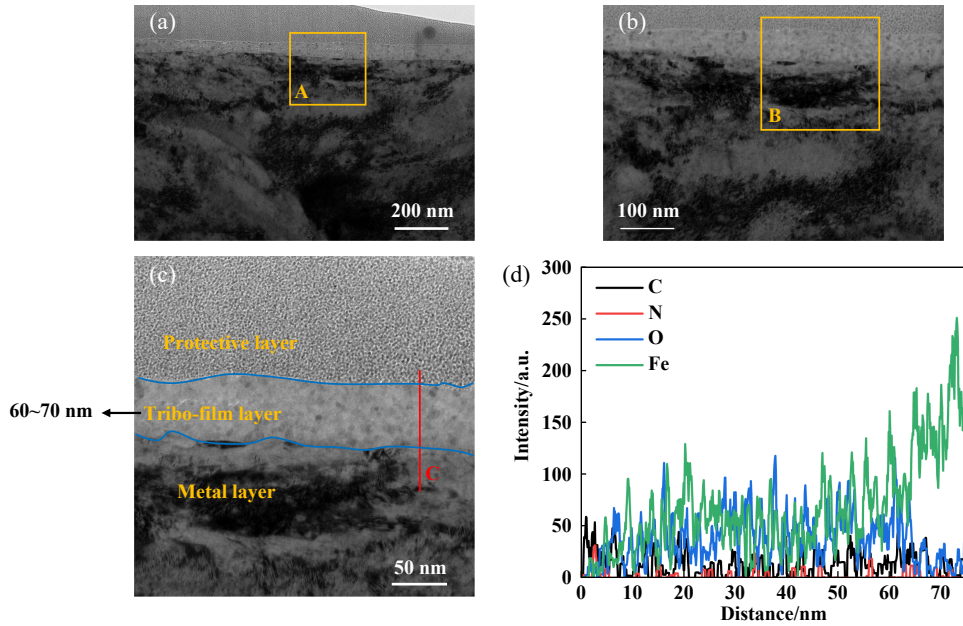 (a)
A
200 nm
(b)
B
100 nm
(c)
Protective layer
60~70 nm
Tribo-film layer
Metal layer
C
50 nm
(d)
300
250
200
150
100
50
0
Intensity/a.u.
C
N
O
Fe
0 10 20 30 40 50 60 70
Distance/nm